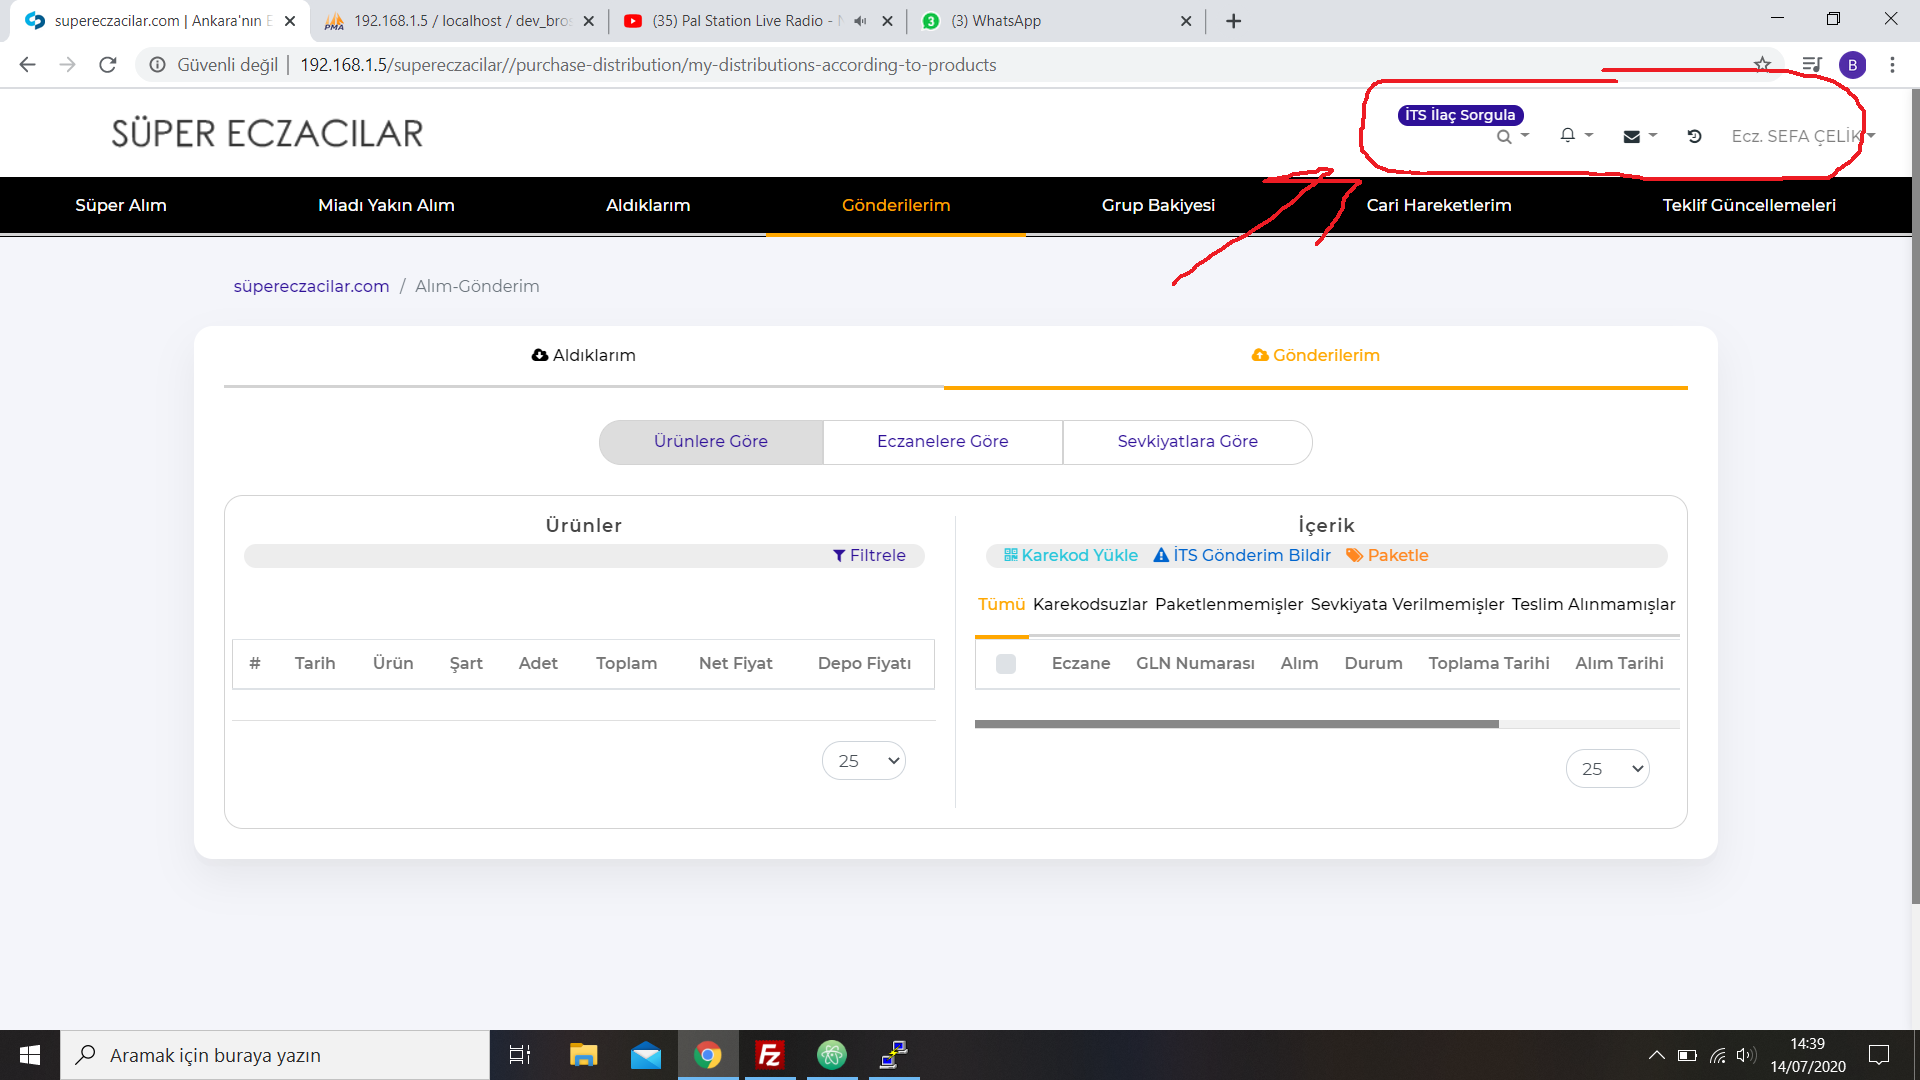 supereczacilar.com | Ankara'nın E
192.168.1.5 / localhost / dev_bros
(35) Pal Station Live Radio -
3
(3) WhatsApp
Güvenli değil
192.168.1.5/supereczacilar//purchase-distribution/my-distributions-according-to-products
B
SÜPER ECZACILAR
İTS İlaç Sorgula
Ecz. SEFA ÇELİK
Süper Alım
Miadı Yakın Alım
Aldıklarım
Gönderilerim
Grup Bakiyesi
Cari Hareketlerim
Teklif Güncellemeleri
süpereczacilar.com / Alım-Gönderim
Aldıklarım
Gönderilerim
Ürünlere Göre
Eczanelere Göre
Sevkiyatlara Göre
Ürünler
Filtrele
# Tarih Ürün Şart Adet Toplam Net Fiyat Depo Fiyatı
25
İçerik
Karekod Yükle İTS Gönderim Bildir Paketle
Tümü Karekodsuzlar Paketlenmemişler Sevkiyata Verilmemişler Teslim Alınmamışlar
Eczane GLN Numarası Alım Durum Toplama Tarihi Alım Tarihi
25
Aramak için buraya yazın
Fz
14:39
14/07/2020